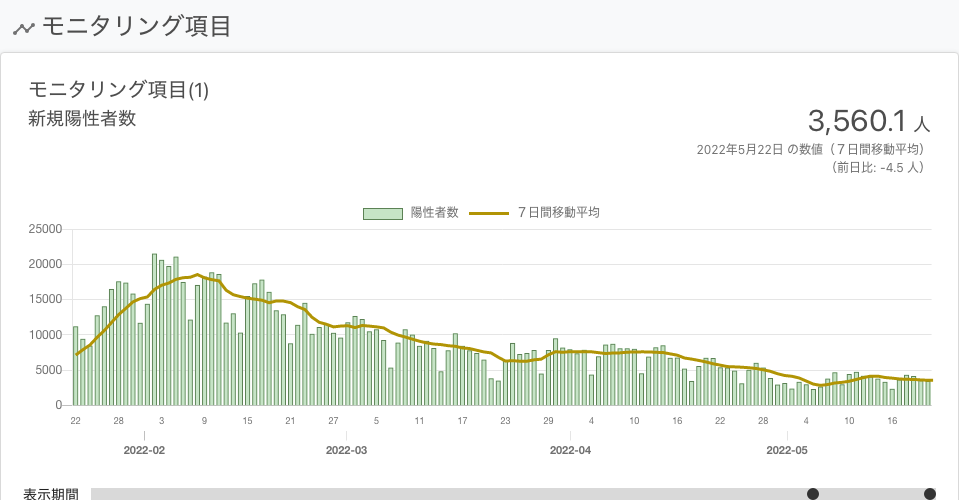 モニタリング項目
モニタリング項目(1)
新規陽性者数
3,560.1 人
2022年5月22日 の数値（７日間移動平均）
（前日比: -4.5 人）
陽性者数 ７日間移動平均
25000
20000
15000
10000
5000
0
22 28 3 9 15 21 27 5 11 17 23 29 4 10 16 22 28 4 10 16
2022-02 2022-03 2022-04 2022-05
表示期間